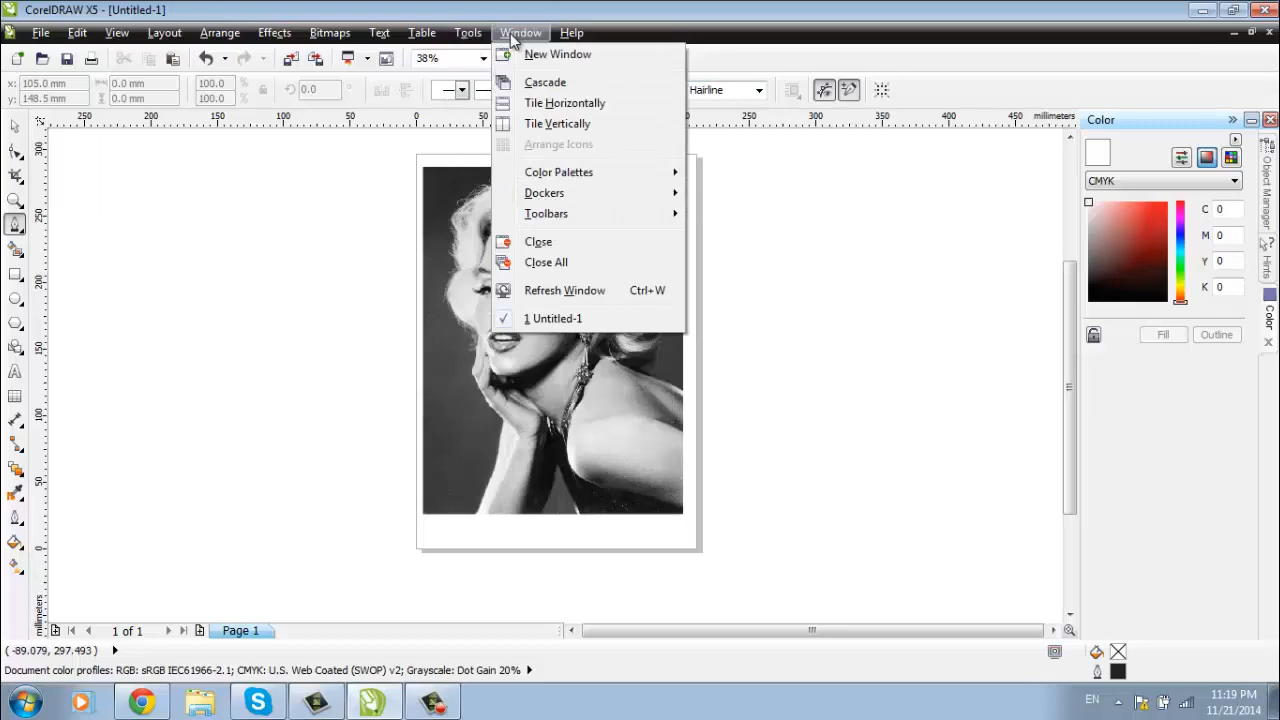 CorelDRAW X5 - [Untitled-1]
File Edit View Layout Arrange Effects Bitmaps Text Table Tools Window Help
38%
x: 105.0 mm 0.0 mm 100.0 0.0 Hairline
y: 148.5 mm 0.0 mm 100.0
New Window
Cascade
Tile Horizontally
Tile Vertically
Arrange Icons
Color Palettes
Dockers
Toolbars
Close
Close All
Refresh Window Ctrl+W
1 Untitled-1
250 200 150 100 50 0 50 200 250 300 350 400 450 millimeters
300
250
200
150
100
50
0
millimeters
Color
CMYK
C 0
M 0
Y 0
K 0
Fill Outline
Object Manager
Hints
Color
1 of 1 Page 1
( -89.079, 297.493 )
Document color profiles: RGB: sRGB IEC61966-2.1; CMYK: U.S. Web Coated (SWOP) v2; Grayscale: Dot Gain 20%
EN 11:19 PM
11/21/2014